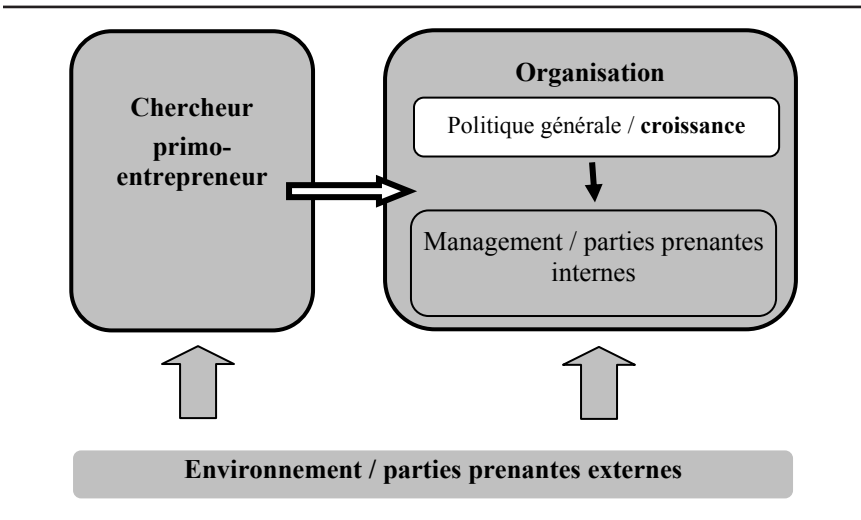 Chercheur
primo-
entrepreneur
Organisation
Politique générale / croissance
Management / parties prenantes
internes
Environnement / parties prenantes externes